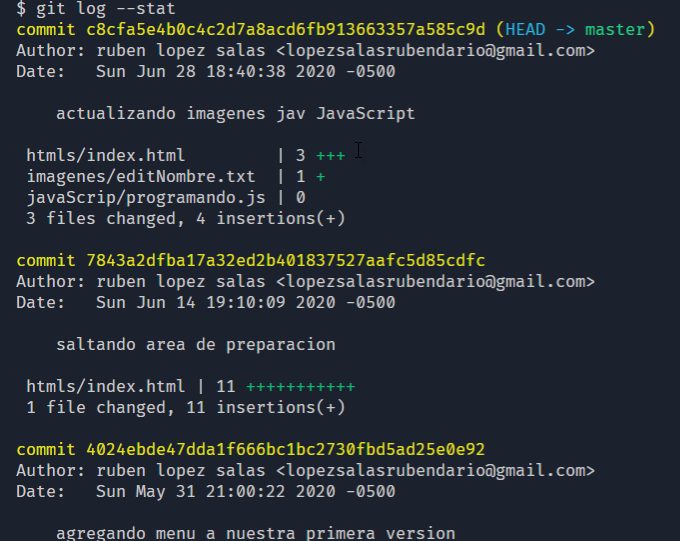 $ git log --stat
commit c8cfa5e4b0c4c2d7a8acd6fb913663357a585c9d (HEAD -> master)
Author: ruben lopez salas <lopezsalasrubendario@gmail.com>
Date:   Sun Jun 28 18:40:38 2020 -0500
    actualizando imagenes jav JavaScript
 htmls/index.html         | 3 +++
 imagenes/editNombre.txt  | 1 +
 javaScrip/programando.js | 0
 3 files changed, 4 insertions(+)
commit 7843a2dfba17a32ed2b401837527aafc5d85cdfc
Author: ruben lopez salas <lopezsalasrubendario@gmail.com>
Date:   Sun Jun 14 19:10:09 2020 -0500
    saltando area de preparacion
 htmls/index.html | 11 +++++++++++
 1 file changed, 11 insertions(+)
commit 4024ebde47dda1f666bc1bc2730fbd5ad25e0e92
Author: ruben lopez salas <lopezsalasrubendario@gmail.com>
Date:   Sun May 31 21:00:22 2020 -0500
    agregando menu a nuestra primera version